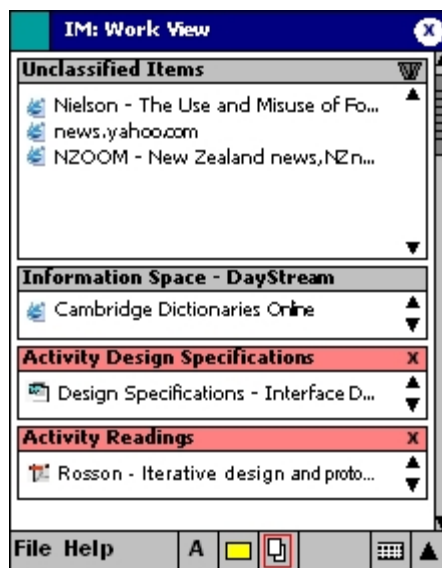 IM: Work View
X
Unclassified Items
Nielson - The Use and Misuse of Fo...
news.yahoo.com
NZOOM - New Zealand news, NZ n...
Information Space - DayStream
Cambridge Dictionaries Online
Activity Design Specifications X
Design Specifications - Interface D...
Activity Readings X
Rosson - Iterative design and proto...
File Help A